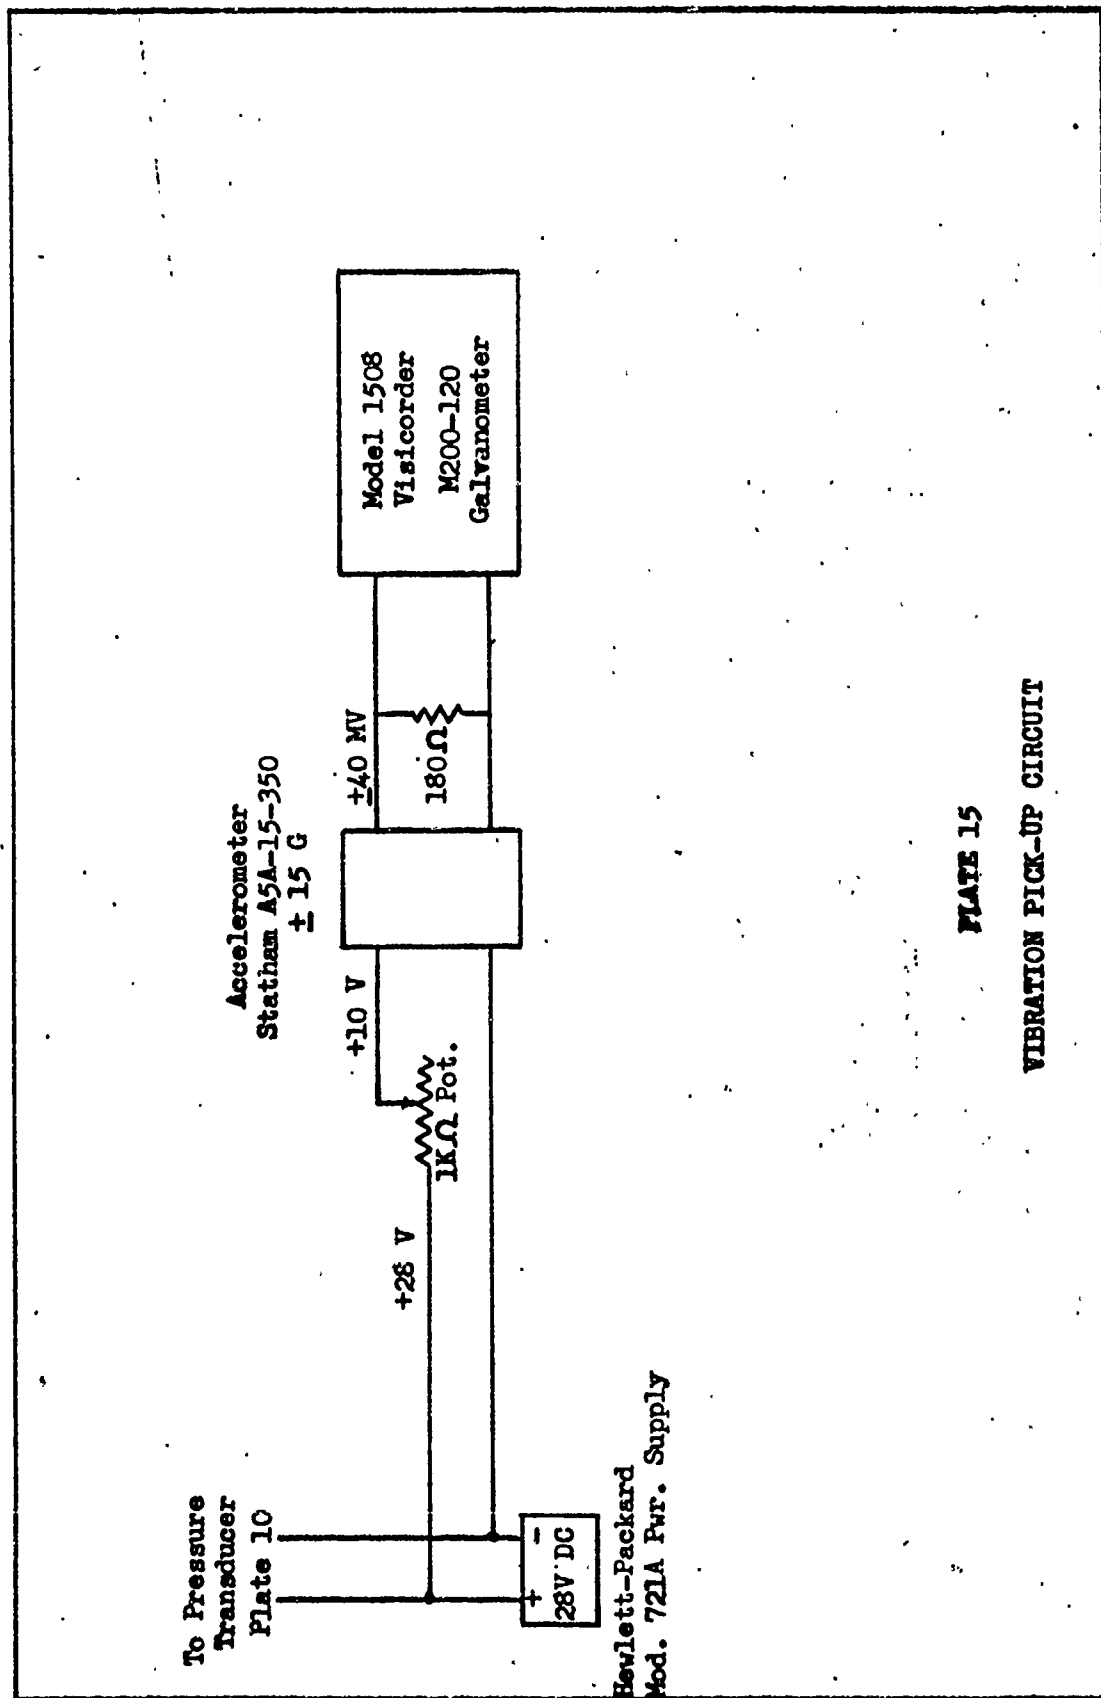 To Pressure
Transducer
Plate 10
+
-
28V DC
Hewlett-Packard
Mod. 721A Pwr. Supply
+28 V
1KΩ Pot.
+10 V
Accelerometer
Statham A5A-15-350
± 15 G
±40 MV
180Ω
Model 1508
Visicorder
M200-120
Galvanometer
PLATE 15
VIBRATION PICK-UP CIRCUIT